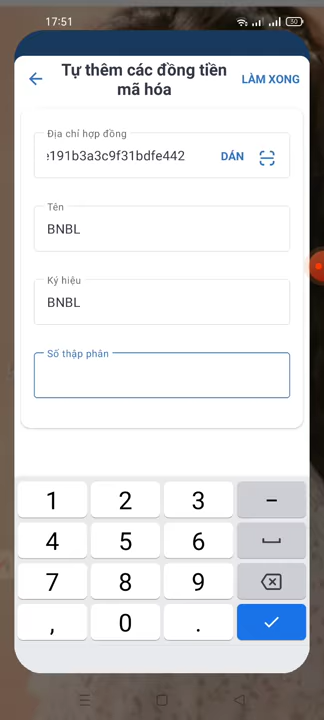 17:51
50
Tự thêm các đồng tiền
mã hóa
LÀM XONG
Địa chỉ hợp đồng
:191b3a3c9f31bdfe442
DÁN
Tên
BNBL
Ký hiệu
BNBL
Số thập phân
1 2 3 −
4 5 6
7 8 9
, 0 .